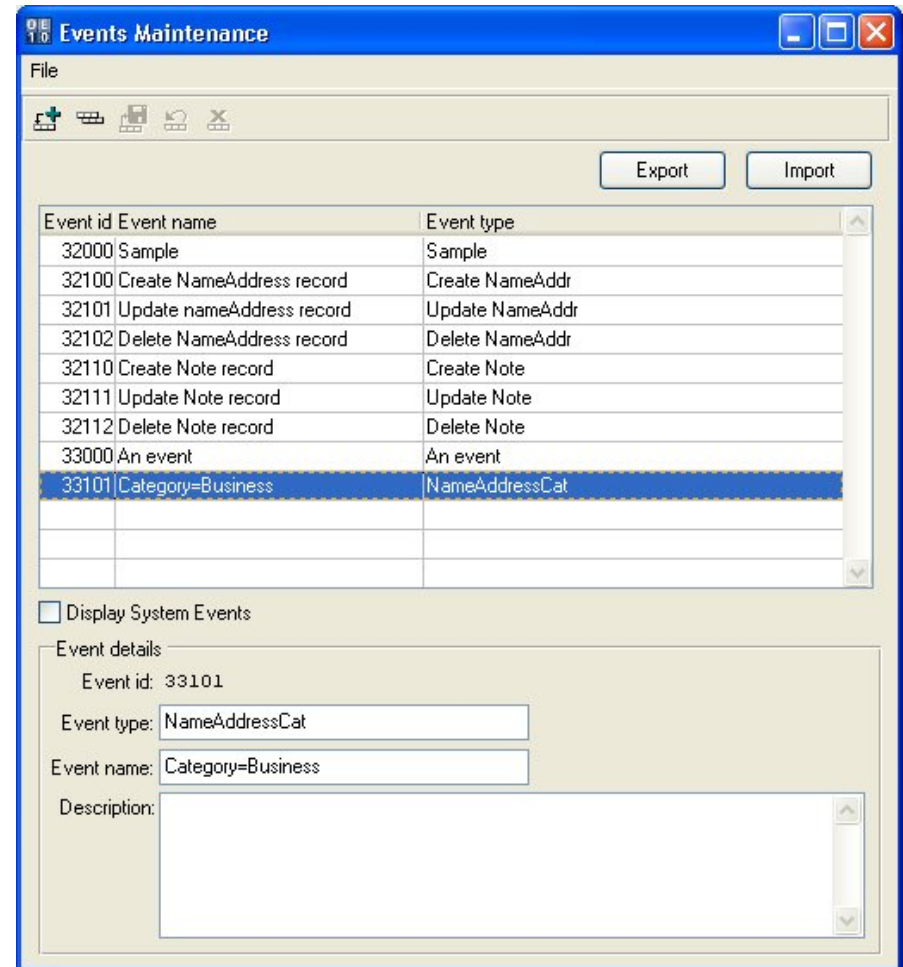 OE
10 Events Maintenance
File
Export Import
Event id Event name Event type
32000 Sample Sample
32100 Create NameAddress record Create NameAddr
32101 Update nameAddress record Update NameAddr
32102 Delete NameAddress record Delete NameAddr
32110 Create Note record Create Note
32111 Update Note record Update Note
32112 Delete Note record Delete Note
33000 An event An event
33101 Category=Business NameAddressCat
Display System Events
Event details
Event id: 33101
Event type: NameAddressCat
Event name: Category=Business
Description: